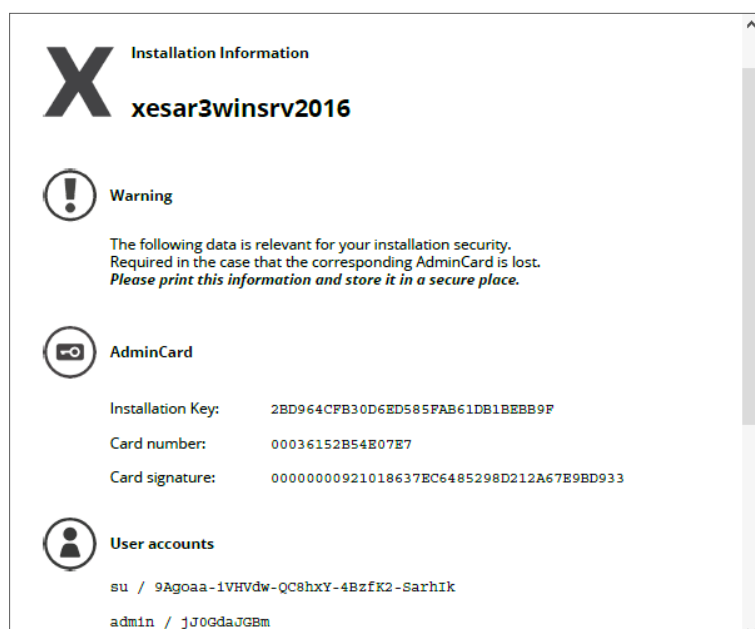 X
Installation Information
xesar3winsrv2016
Warning
The following data is relevant for your installation security.
Required in the case that the corresponding AdminCard is lost.
Please print this information and store it in a secure place.
AdminCard
Installation Key: 2BD964CFB30D6ED585FAB61DB1BEBB9F
Card number: 00036152B54E07E7
Card signature: 00000000921018637EC6485298D212A67E9BD933
User accounts
su / 9Agoaa-iVHVdw-QC8hxY-4BzfK2-SarhIk
admin / jJ0GdaJGBm